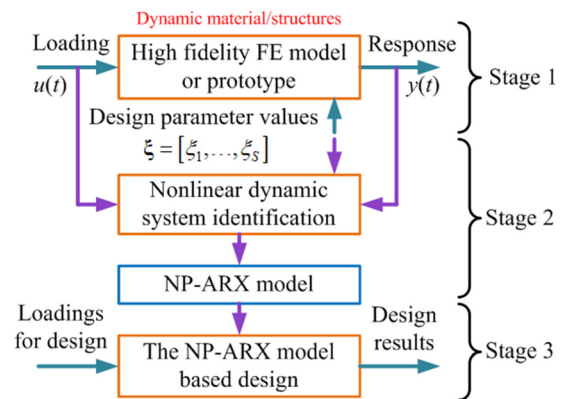 Dynamic material/structures
Loading
u(t)
High fidelity FE model
or prototype
Response
y(t)
Stage 1
Design parameter values
ξ = [ξ1,...,ξS]
Nonlinear dynamic
system identification
Stage 2
NP-ARX model
Loadings
for design
The NP-ARX model
based design
Design
results
Stage 3